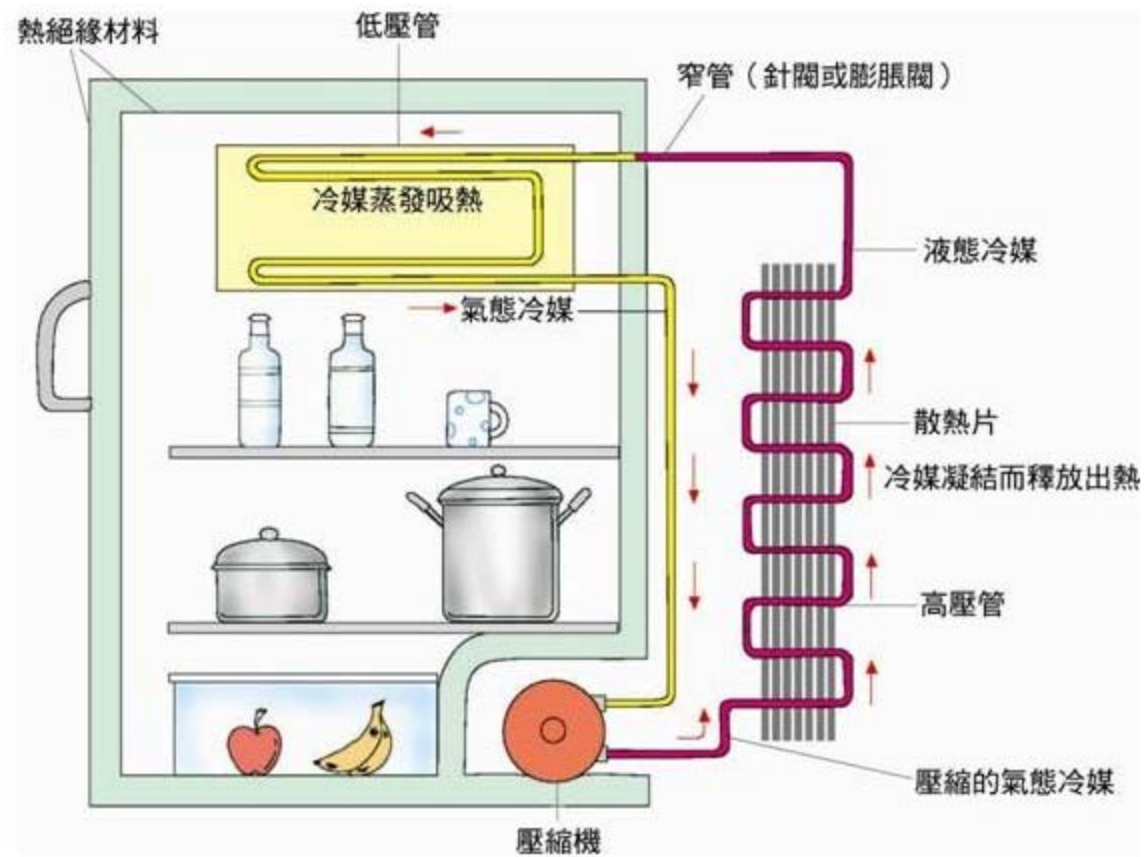 熱絕緣材料
低壓管
窄管（針閥或膨脹閥）
冷媒蒸發吸熱
液態冷媒
氣態冷媒
散熱片
冷媒凝結而釋放出熱
高壓管
壓縮的氣態冷媒
壓縮機